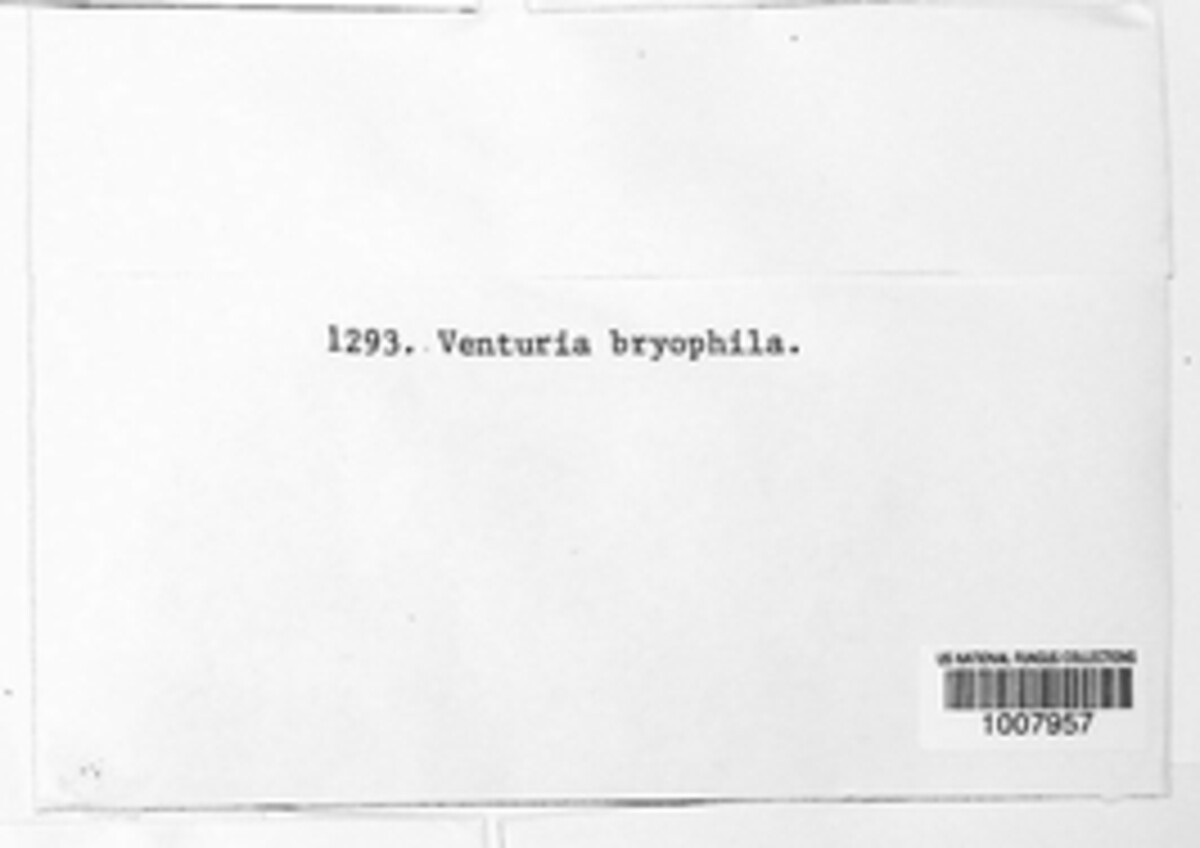 1293. Venturia bryophila.
US NATIONAL FUNGUS COLLECTIONS
1007957